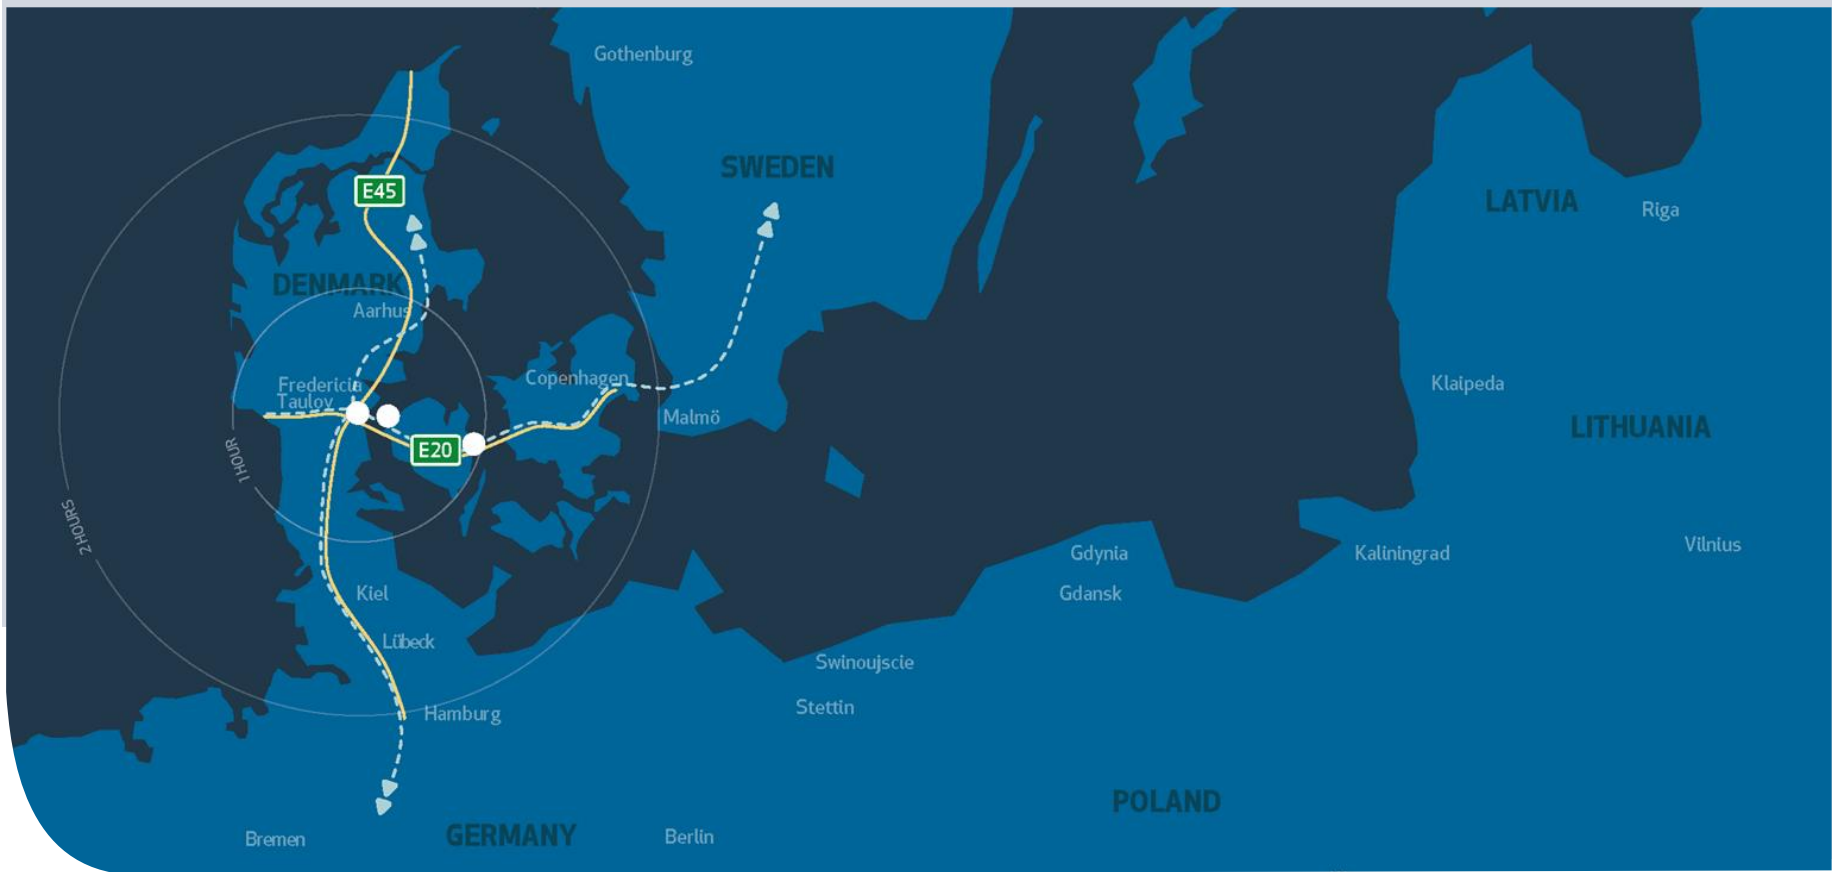 Gothenburg
SWEDEN
E45
LATVIA
Riga
DENMARK
Aarhus
Copenhagen
Fredericia
Taulov
Klaipeda
Malmö
LITHUANIA
E20
1 HOUR
2 HOURS
Gdynia
Kaliningrad
Vilnius
Kiel
Gdansk
Lübeck
Swinoujscie
Stettin
Hamburg
POLAND
Bremen
GERMANY
Berlin